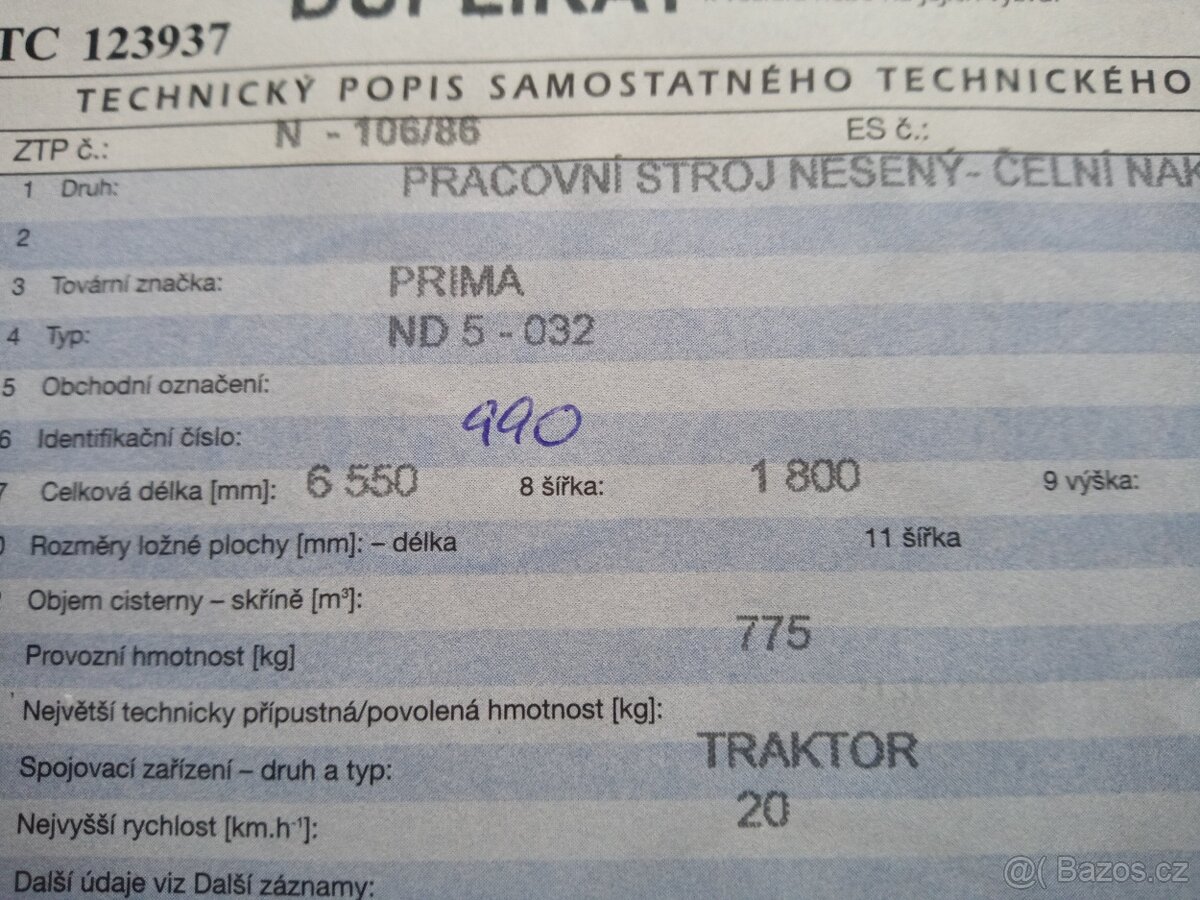 DUPLIKÁT
TC 123937
TECHNICKÝ POPIS SAMOSTATNÉHO TECHNICKÉHO
ZTP č.: N - 106/86 ES č.:
1 Druh: PRACOVNÍ STROJ NESENÝ- ČELNÍ NAK
2
3 Tovární značka: PRIMA
4 Typ: ND 5 - 032
5 Obchodní označení:
6 Identifikační číslo: 990
7 Celková délka [mm]: 6 550 8 šířka: 1 800 9 výška:
0 Rozměry ložné plochy [mm]: – délka 11 šířka
Objem cisterny – skříně [m³]:
Provozní hmotnost [kg] 775
Největší technicky přípustná/povolená hmotnost [kg]:
Spojovací zařízení – druh a typ: TRAKTOR
Nejvyšší rychlost [km.h⁻¹]: 20
Další údaje viz Další záznamy:
@( Bazos.cz